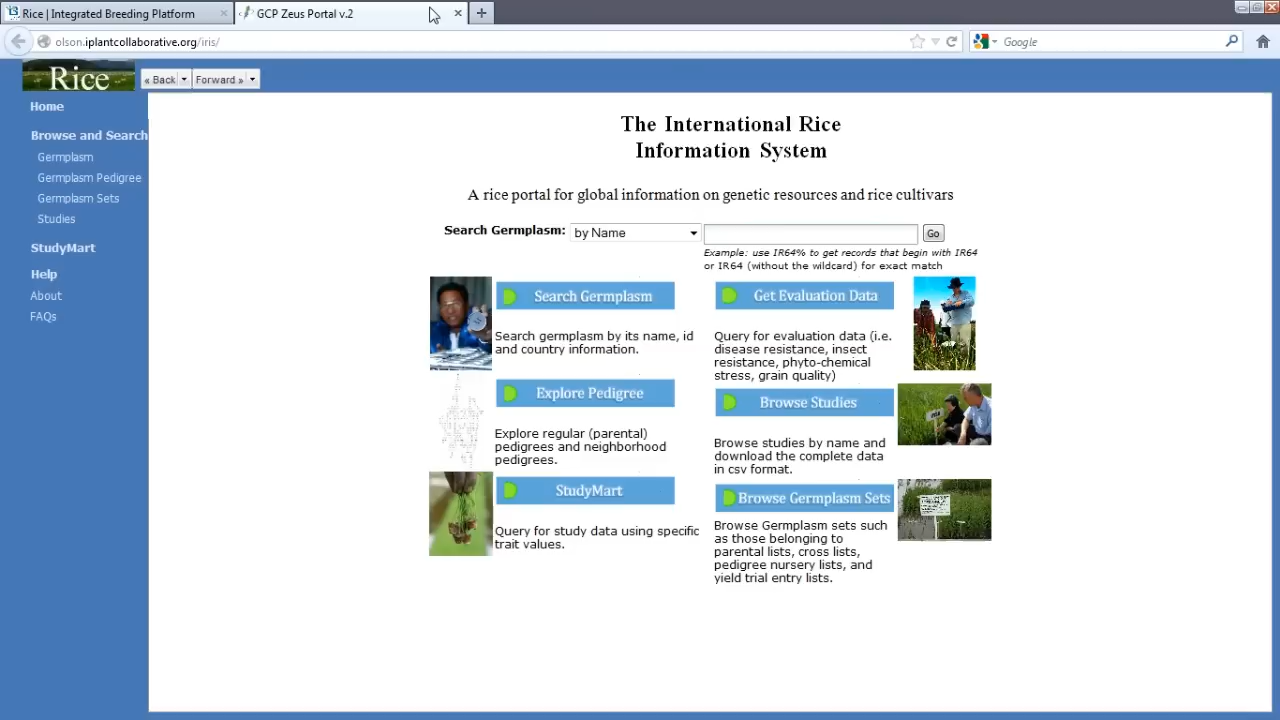 Rice | Integrated Breeding Platform
GCP Zeus Portal v.2
olson.iplantcollaborative.org/iris/
Google
Rice
« Back
Forward »
Home
Browse and Search
Germplasm
Germplasm Pedigree
Germplasm Sets
Studies
StudyMart
Help
About
FAQs
The International Rice
Information System
A rice portal for global information on genetic resources and rice cultivars
Search Germplasm: by Name Go
Example: use IR64% to get records that begin with IR64
or IR64 (without the wildcard) for exact match
Search Germplasm
Search germplasm by its name, id
and country information.
Get Evaluation Data
Query for evaluation data (i.e.
disease resistance, insect
resistance, phyto-chemical
stress, grain quality)
Explore Pedigree
Explore regular (parental)
pedigrees and neighborhood
pedigrees.
Browse Studies
Browse studies by name and
download the complete data
in csv format.
StudyMart
Query for study data using specific
trait values.
Browse Germplasm Sets
Browse Germplasm sets such
as those belonging to
parental lists, cross lists,
pedigree nursery lists, and
yield trial entry lists.